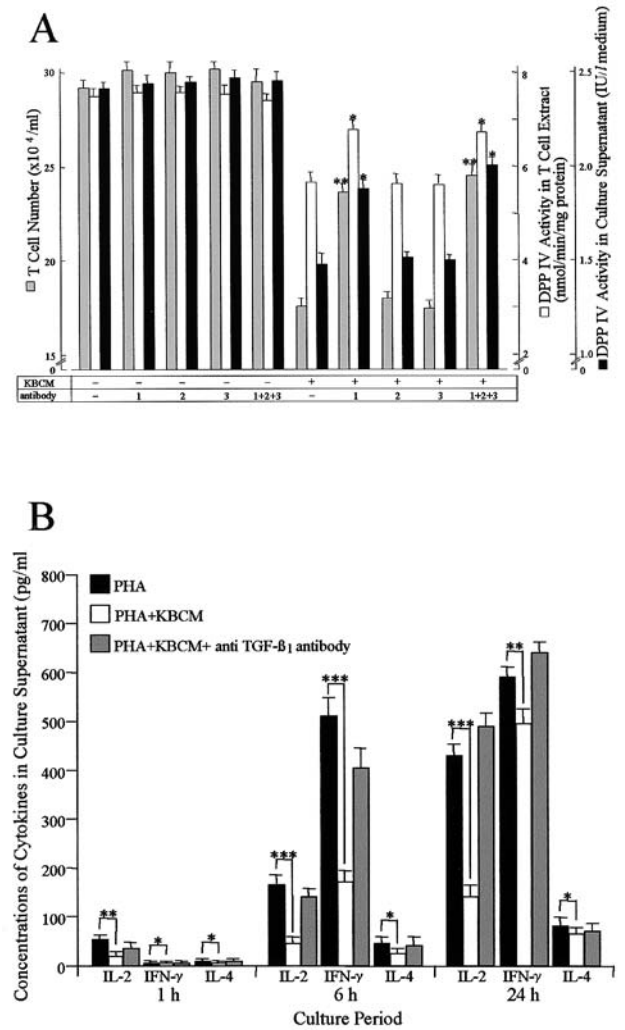 A
T Cell Number (x10⁻⁴/ml)
30
25
20
15
0
8
6
4
2
0
DPP IV Activity in T Cell Extract
(nmol/min/mg protein)
2.5
2.0
1.5
1.0
0
DPP IV Activity in Culture Supernatant (IU/l medium)
* ** * * ** *
KBCM − − − − − + + + + +
antibody − 1 2 3 1+2+3 − 1 2 3 1+2+3
B
Concentrations of Cytokines in Culture Supernatant (pg/ml
800
700
600
500
400
300
200
100
0
PHA
PHA+KBCM
PHA+KBCM+ anti TGF-ß₁ antibody
** * * *** *** * *** ** *
IL-2 IFN-γ IL-4 IL-2 IFN-γ IL-4 IL-2 IFN-γ IL-4
1 h 6 h 24 h
Culture Period